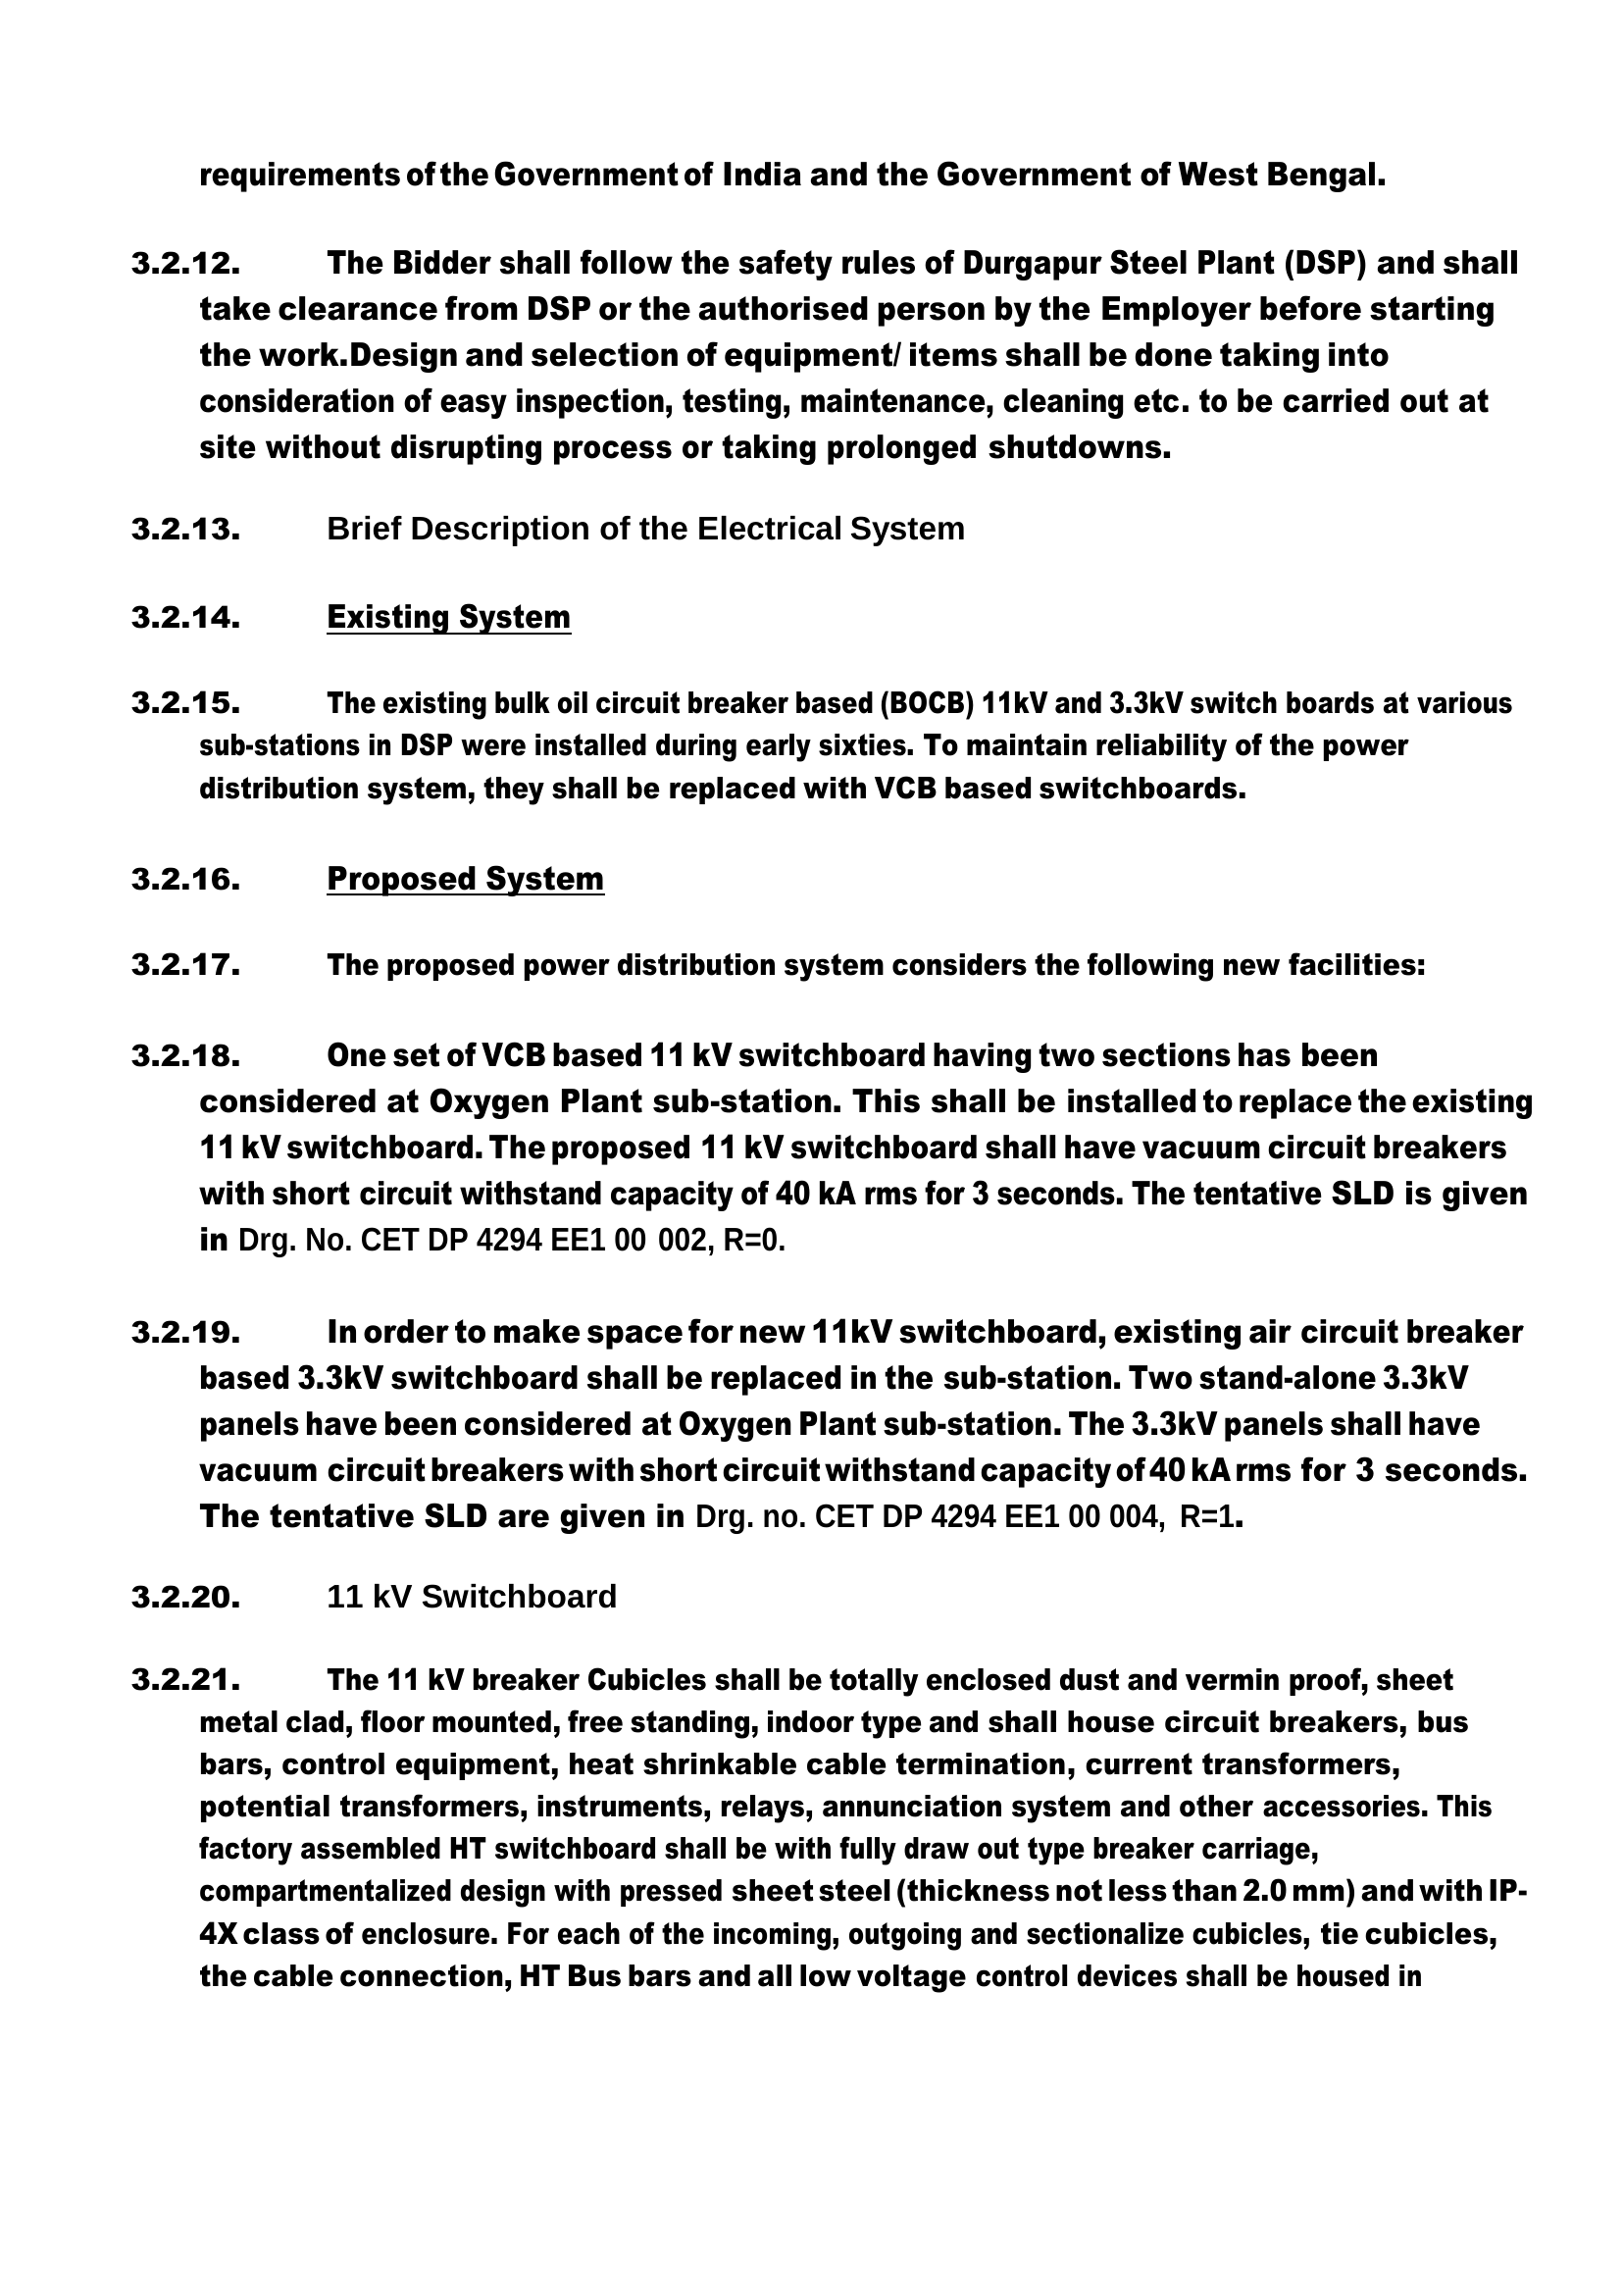 requirements of the Government of India and the Government of West Bengal.
3.2.12. The Bidder shall follow the safety rules of Durgapur Steel Plant (DSP) and shall
take clearance from DSP or the authorised person by the Employer before starting
the work.Design and selection of equipment/ items shall be done taking into
consideration of easy inspection, testing, maintenance, cleaning etc. to be carried out at
site without disrupting process or taking prolonged shutdowns.
3.2.13. Brief Description of the Electrical System
3.2.14. Existing System
3.2.15. The existing bulk oil circuit breaker based (BOCB) 11kV and 3.3kV switch boards at various
sub-stations in DSP were installed during early sixties. To maintain reliability of the power
distribution system, they shall be replaced with VCB based switchboards.
3.2.16. Proposed System
3.2.17. The proposed power distribution system considers the following new facilities:
3.2.18. One set of VCB based 11 kV switchboard having two sections has been
considered at Oxygen Plant sub-station. This shall be installed to replace the existing
11 kV switchboard. The proposed 11 kV switchboard shall have vacuum circuit breakers
with short circuit withstand capacity of 40 kA rms for 3 seconds. The tentative SLD is given
in Drg. No. CET DP 4294 EE1 00 002, R=0.
3.2.19. In order to make space for new 11kV switchboard, existing air circuit breaker
based 3.3kV switchboard shall be replaced in the sub-station. Two stand-alone 3.3kV
panels have been considered at Oxygen Plant sub-station. The 3.3kV panels shall have
vacuum circuit breakers with short circuit withstand capacity of 40 kA rms for 3 seconds.
The tentative SLD are given in Drg. no. CET DP 4294 EE1 00 004, R=1.
3.2.20. 11 kV Switchboard
3.2.21. The 11 kV breaker Cubicles shall be totally enclosed dust and vermin proof, sheet
metal clad, floor mounted, free standing, indoor type and shall house circuit breakers, bus
bars, control equipment, heat shrinkable cable termination, current transformers,
potential transformers, instruments, relays, annunciation system and other accessories. This
factory assembled HT switchboard shall be with fully draw out type breaker carriage,
compartmentalized design with pressed sheet steel (thickness not less than 2.0 mm) and with IP-
4X class of enclosure. For each of the incoming, outgoing and sectionalize cubicles, tie cubicles,
the cable connection, HT Bus bars and all low voltage control devices shall be housed in